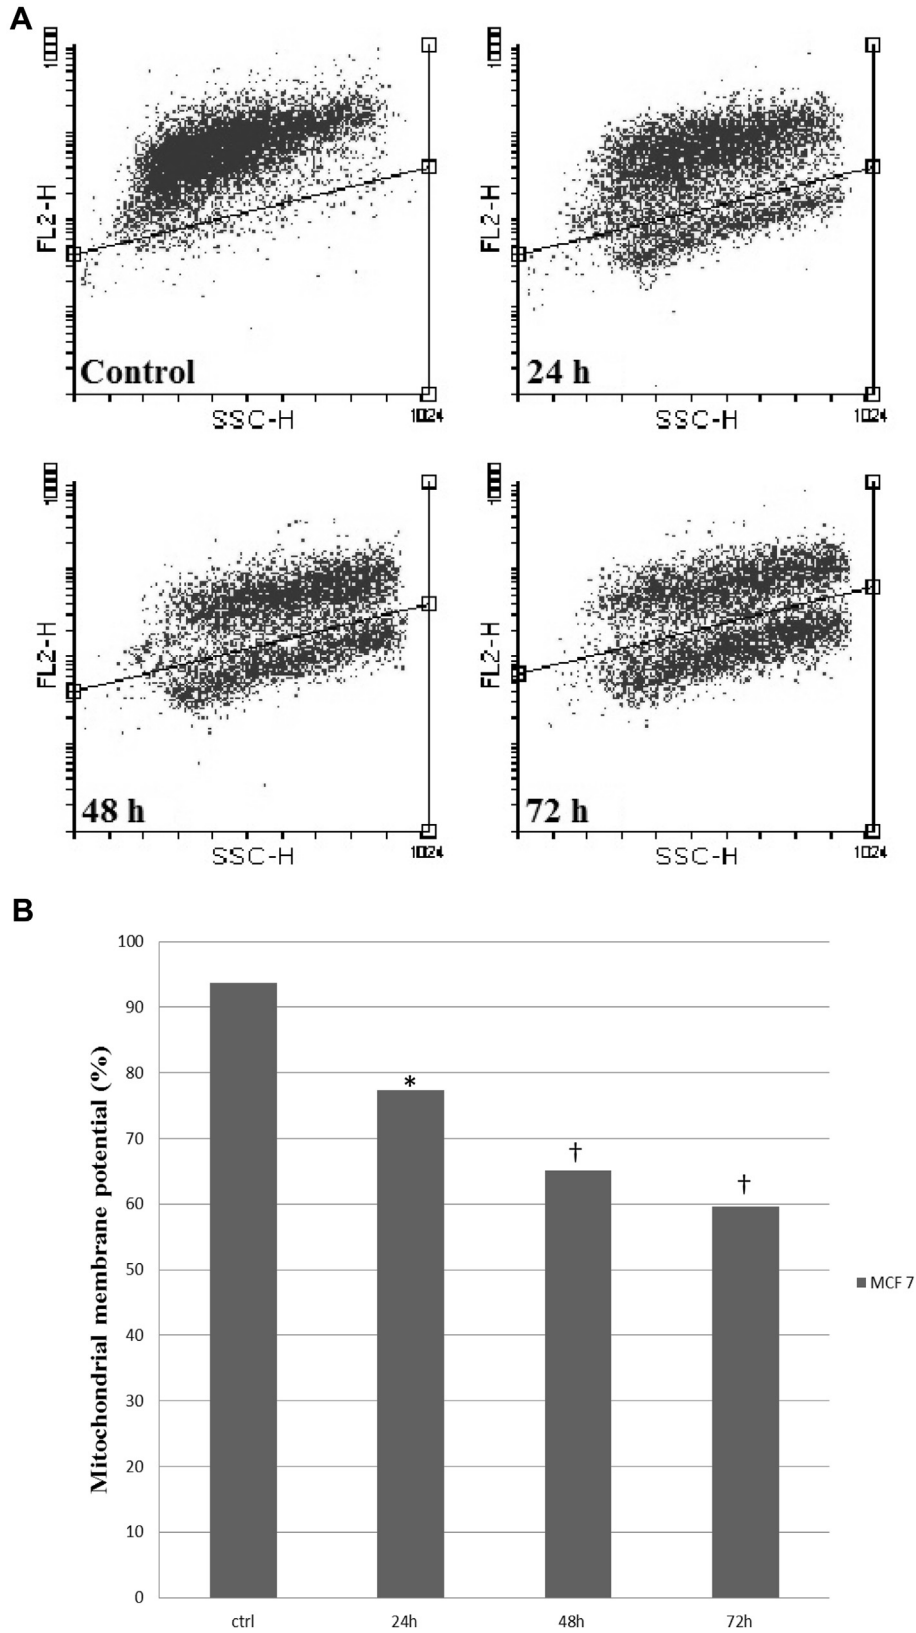 A
FL2-H
Control
SSC-H
1024
FL2-H
24 h
SSC-H
1024
FL2-H
48 h
SSC-H
1024
FL2-H
72 h
SSC-H
1024
B
Mitochondrial membrane potential (%)
100
90
80
70
60
50
40
30
20
10
0
*
†
†
ctrl
24h
48h
72h
MCF 7